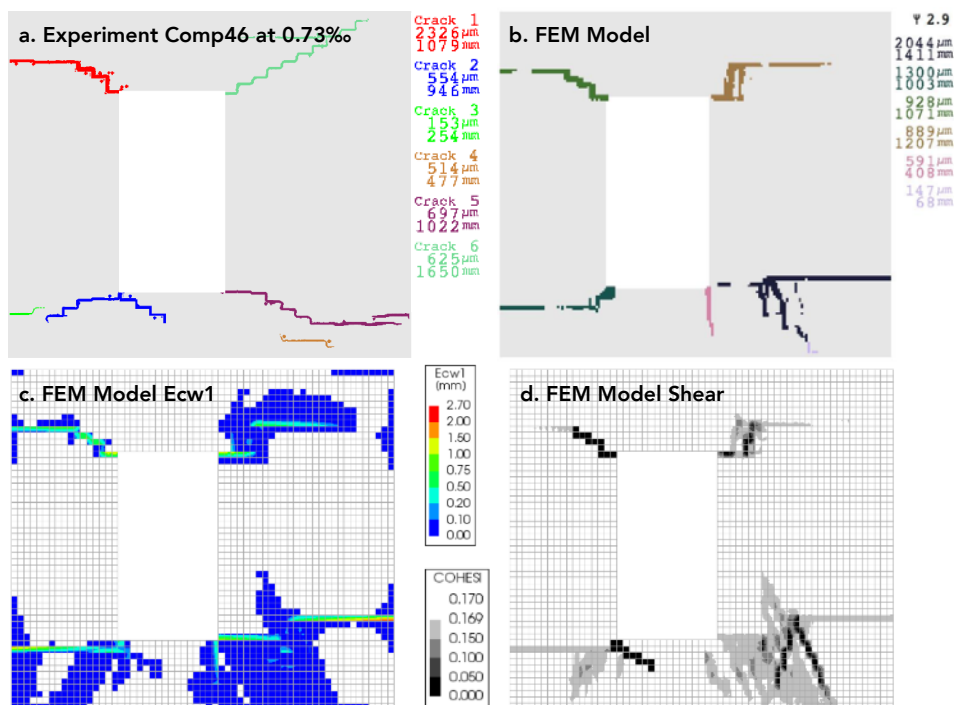 a. Experiment Comp46 at 0.73‰
Crack 1
2326μm
1079mm
Crack 2
554μm
946mm
Crack 3
153μm
254mm
Crack 4
514μm
477mm
Crack 5
697μm
1022mm
Crack 6
625μm
1650mm
b. FEM Model
Ψ 2.9
2044μm
1411mm
1300μm
1003mm
928μm
1071mm
889μm
1207mm
591μm
408mm
147μm
68mm
c. FEM Model Ecw1
Ecw1
(mm)
2.70
2.00
1.50
1.00
0.75
0.50
0.20
0.10
0.00
COHESI
0.170
0.169
0.150
0.100
0.050
0.000
d. FEM Model Shear